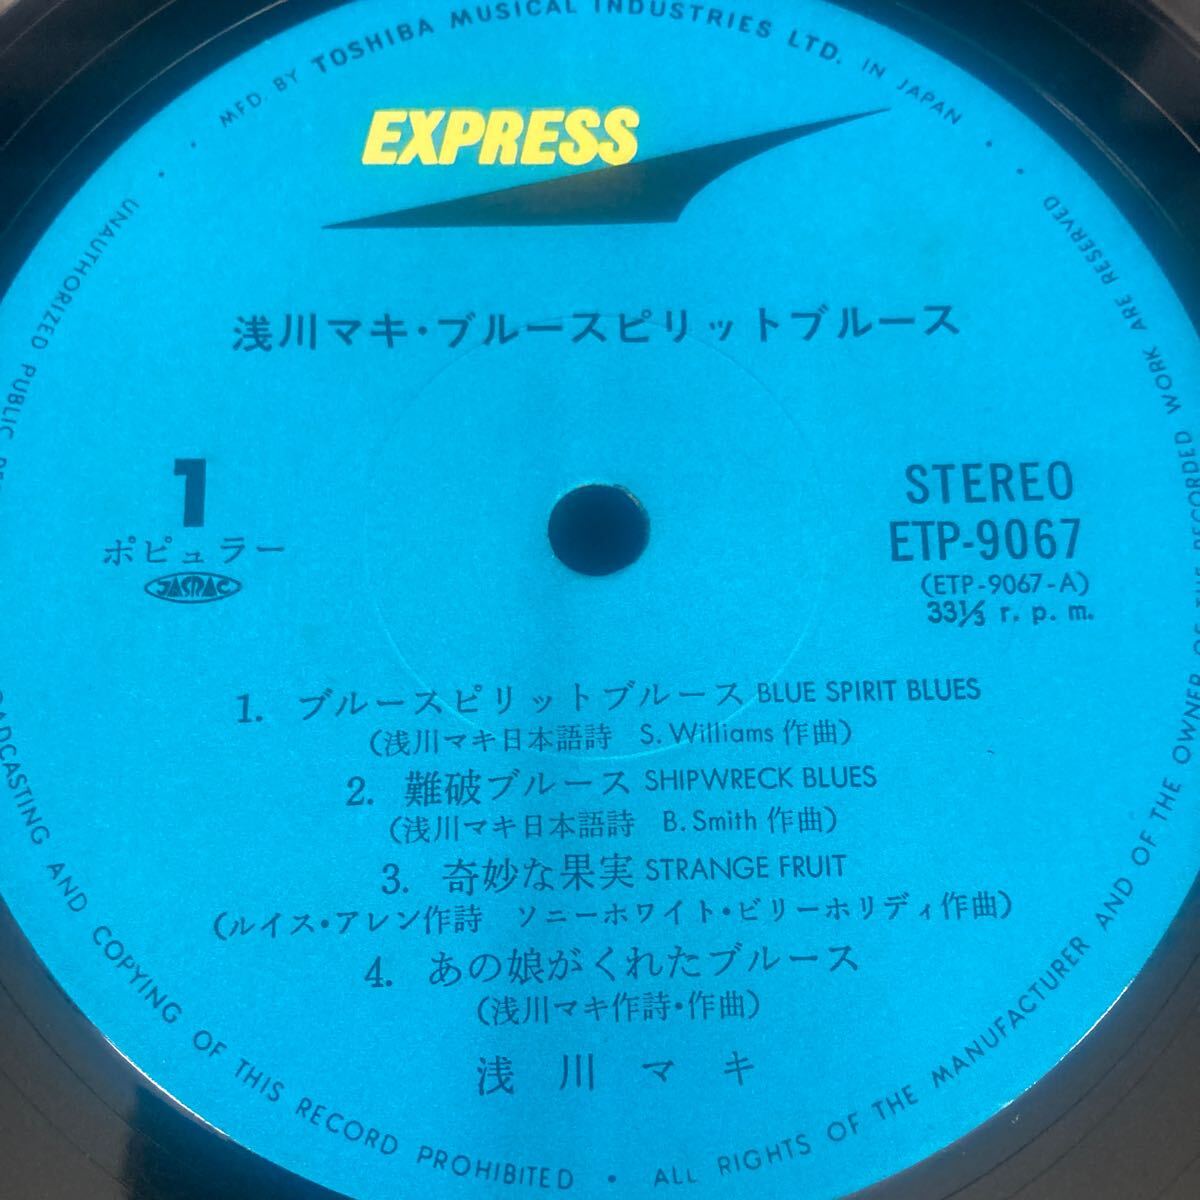 MFD. BY TOSHIBA MUSICAL INDUSTRIES LTD. IN JAPAN
EXPRESS
浅川マキ・ブルースピリットブルース
1
ポピュラー
JASRAC
STEREO
ETP-9067
(ETP-9067-A)
33⅓ r. p. m.
1. ブルースピリットブルース BLUE SPIRIT BLUES
(浅川マキ日本語詩 S. Williams 作曲)
2. 難破ブルース SHIPWRECK BLUES
(浅川マキ日本語詩 B. Smith 作曲)
3. 奇妙な果実 STRANGE FRUIT
(ルイス・アレン作詩 ソニーホワイト・ビリーホリデイ作曲)
4. あの娘がくれたブルース
(浅川マキ作詩・作曲)
浅川マキ
ALL RIGHTS OF THE MANUFACTURER AND OF THE OWNER OF THE RECORDED WORK ARE RESERVED
UNAUTHORIZED PUBLIC
AND COPYING OF THIS RECORD PROHIBITED